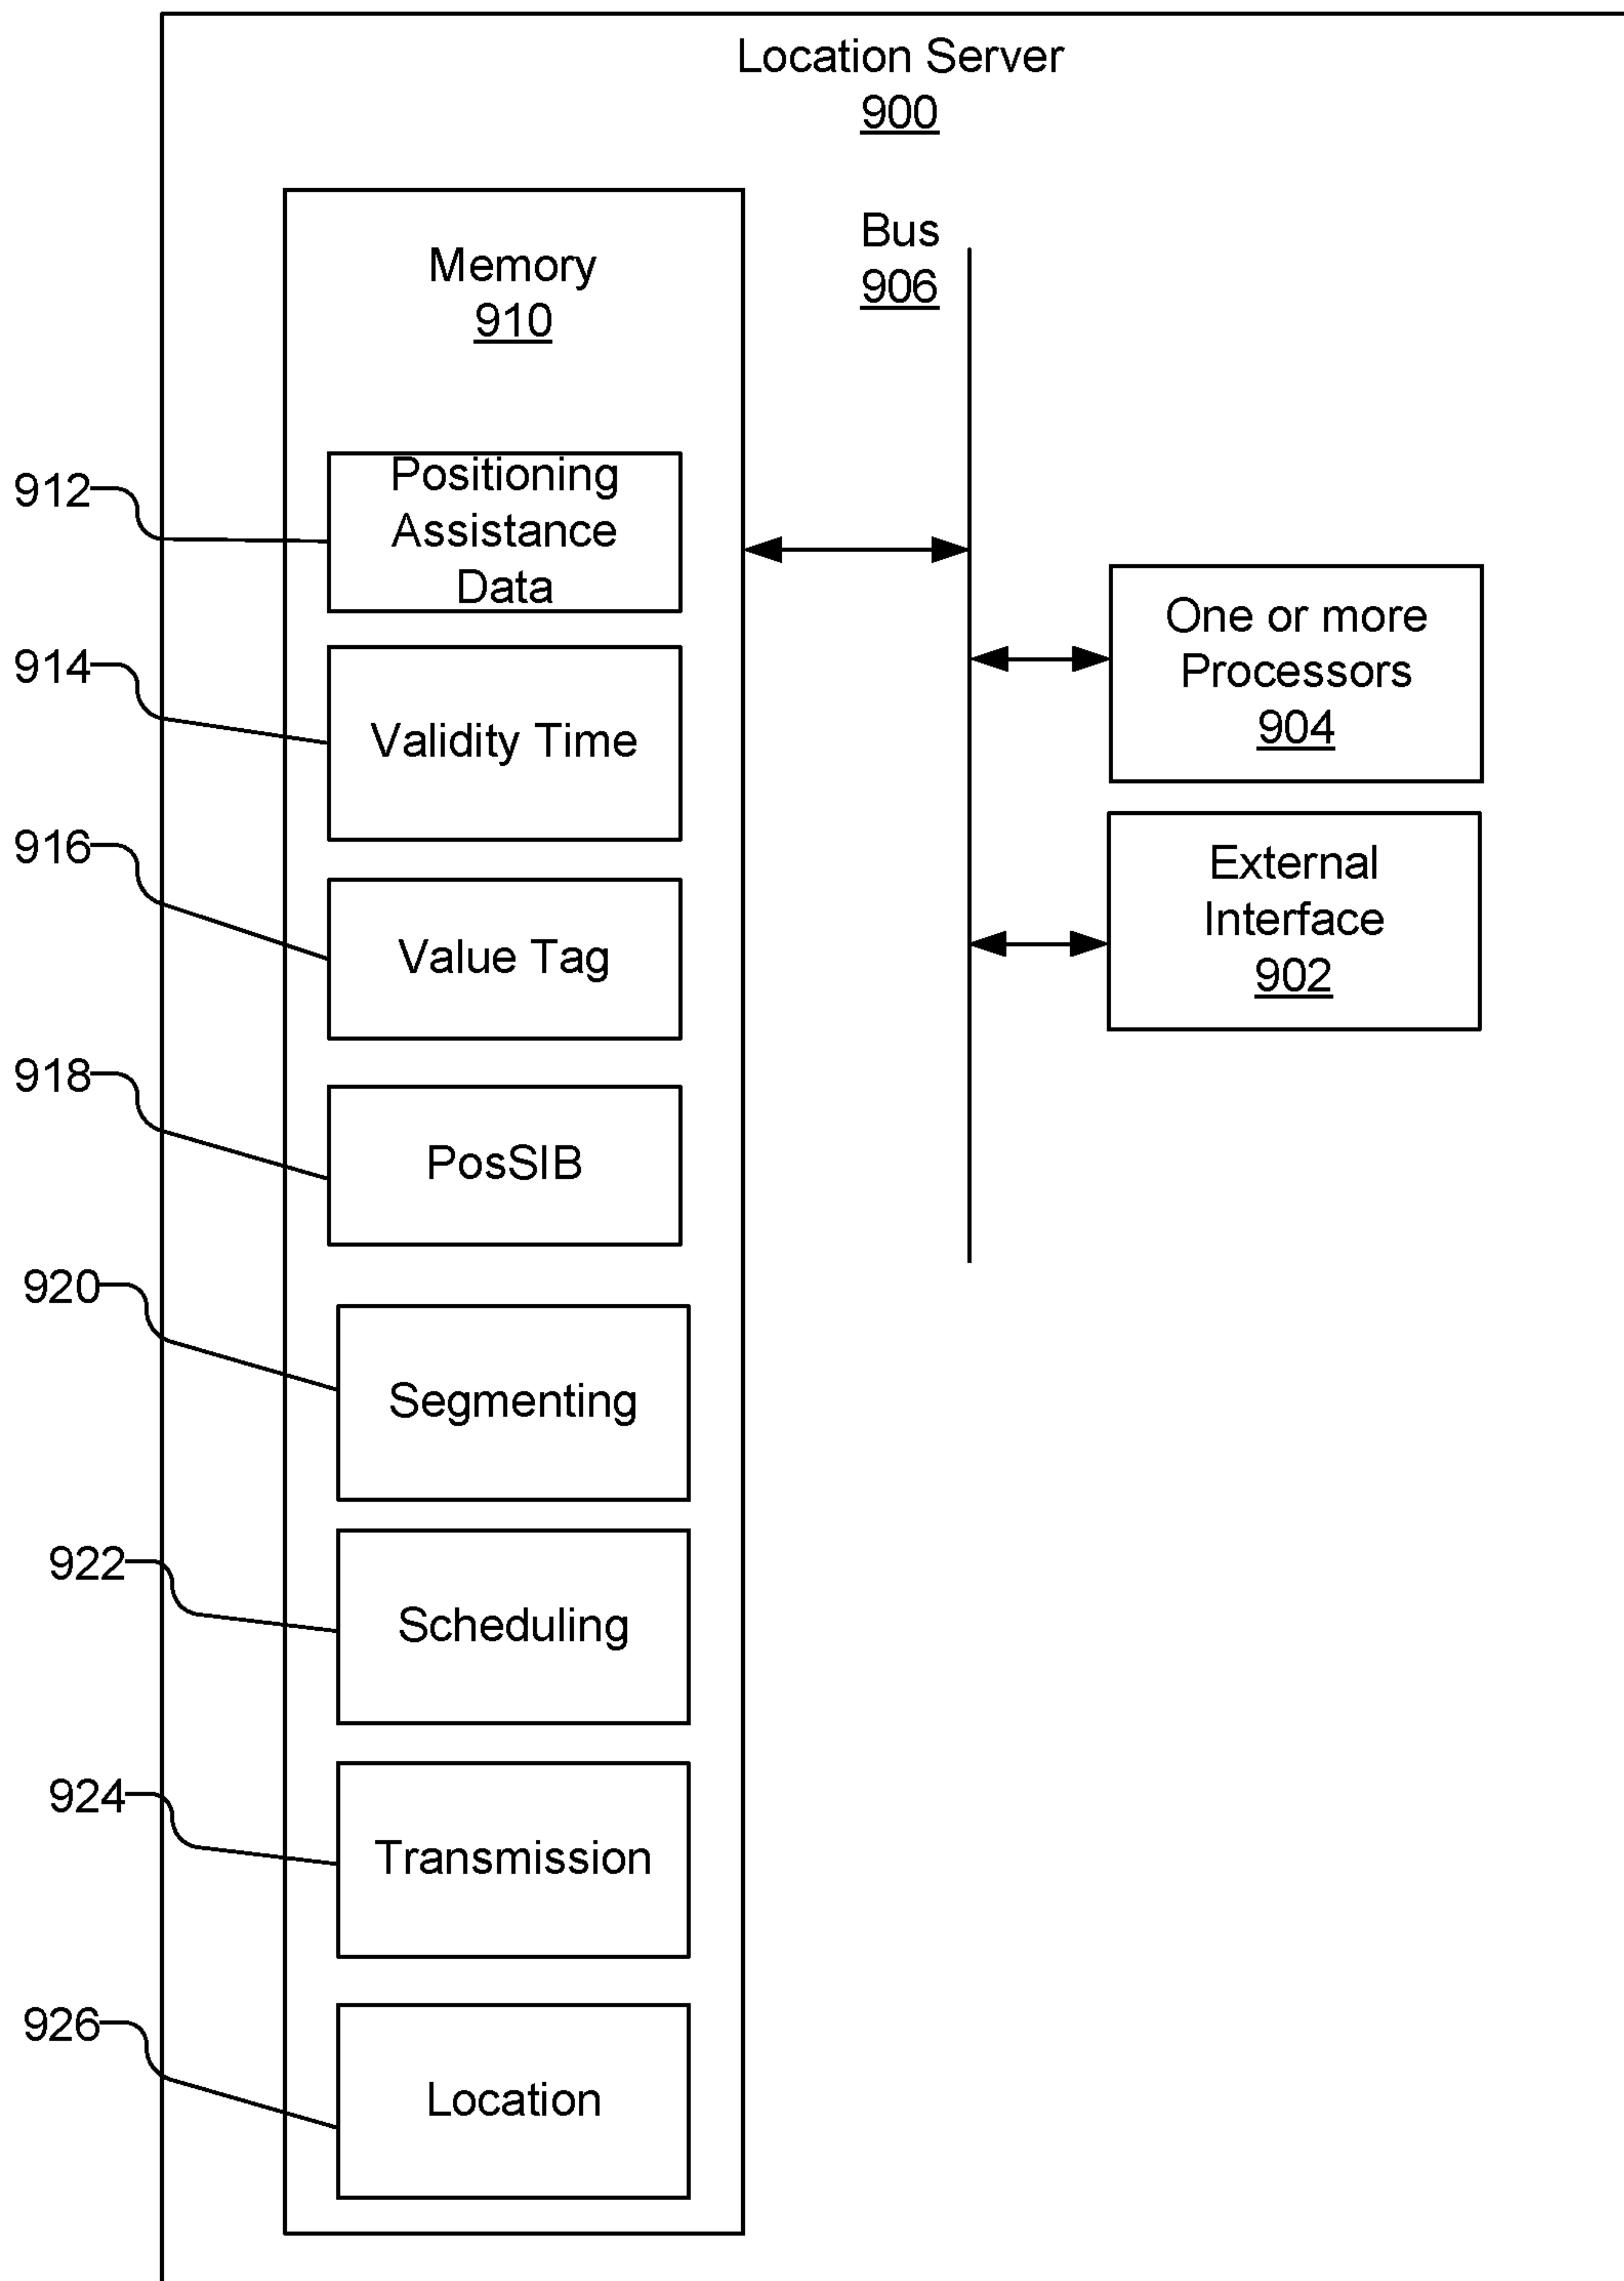 Location Server
900
Memory
910
Bus
906
912
Positioning
Assistance
Data
One or more
Processors
904
914
Validity Time
External
Interface
902
916
Value Tag
918
PosSIB
920
Segmenting
922
Scheduling
924
Transmission
926
Location